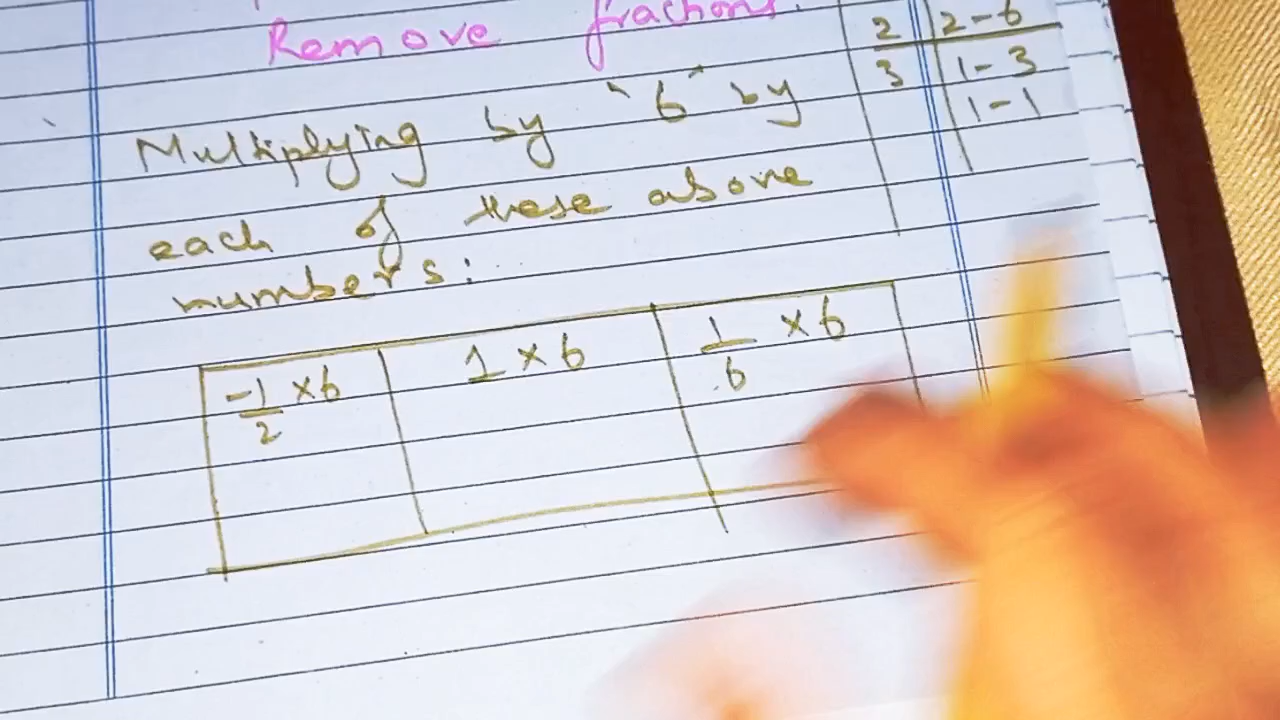 Remove fractions.
2 | 2 - 6
3 | 1 - 3
1 - 1
Multiplying by "6" by
each of these above
numbers:
-1/2 × 6 | 1 × 6 | 1/6 × 6